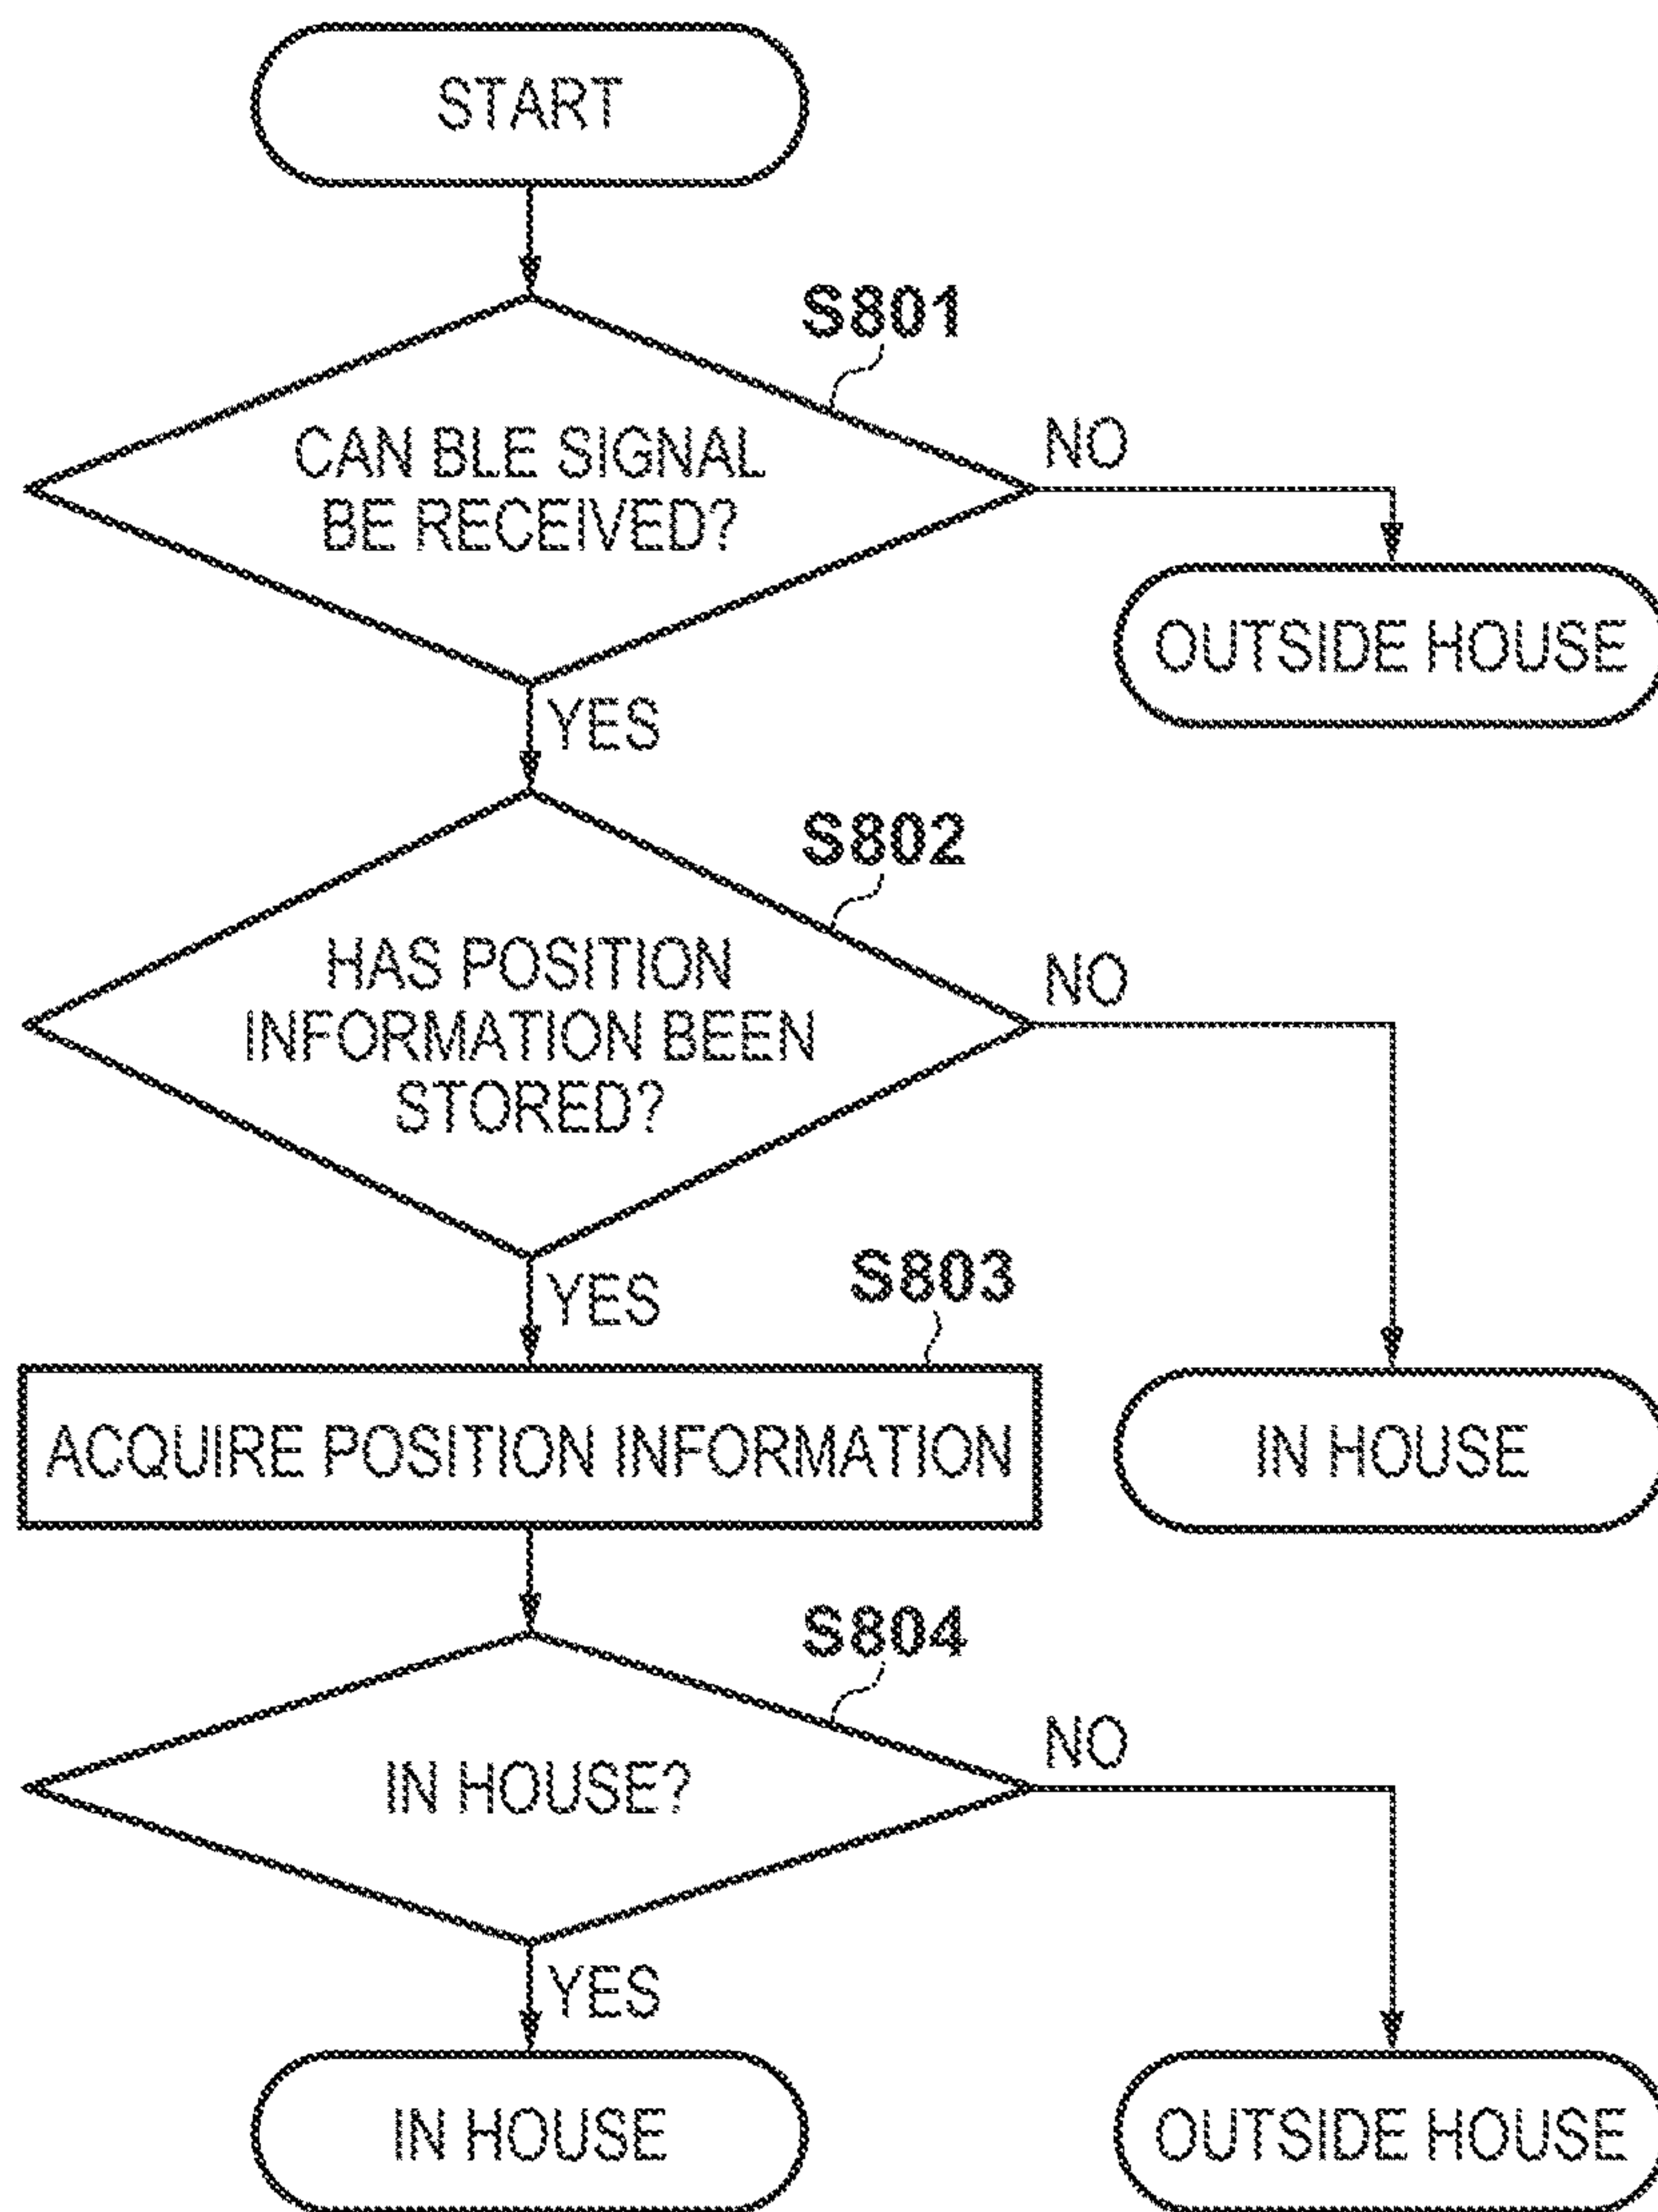 START
S801
CAN BLE SIGNAL
BE RECEIVED?
NO
OUTSIDE HOUSE
YES
S802
HAS POSITION
INFORMATION BEEN
STORED?
NO
YES
S803
ACQUIRE POSITION INFORMATION
IN HOUSE
S804
IN HOUSE?
NO
YES
IN HOUSE
OUTSIDE HOUSE